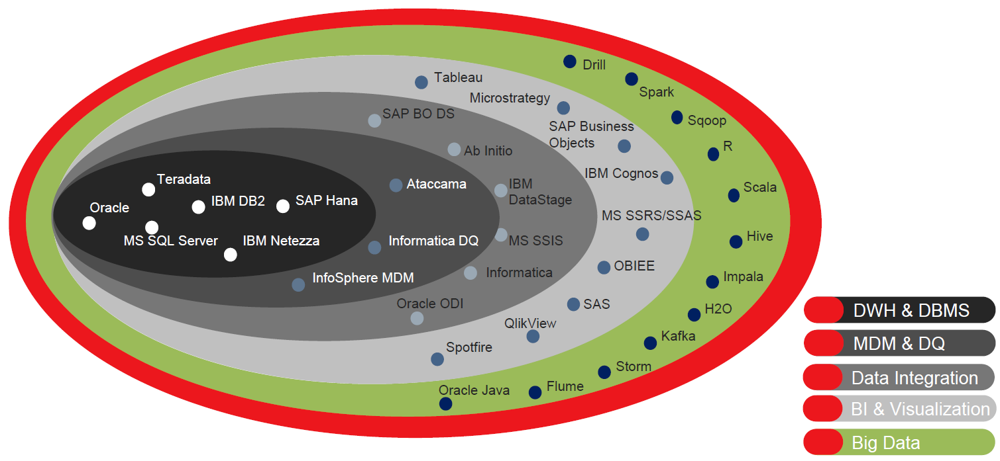 Drill
Tableau
Spark
Microstrategy
SAP BO DS
Sqoop
SAP Business
Objects
R
Ab Initio
IBM Cognos
Teradata
Ataccama
IBM
DataStage
Scala
IBM DB2
SAP Hana
Oracle
MS SSRS/SSAS
MS SQL Server
IBM Netezza
Informatica DQ
MS SSIS
Hive
OBIEE
InfoSphere MDM
Informatica
Impala
Oracle ODI
SAS
H2O
QlikView
Kafka
Spotfire
Storm
Oracle Java
Flume
DWH & DBMS
MDM & DQ
Data Integration
BI & Visualization
Big Data